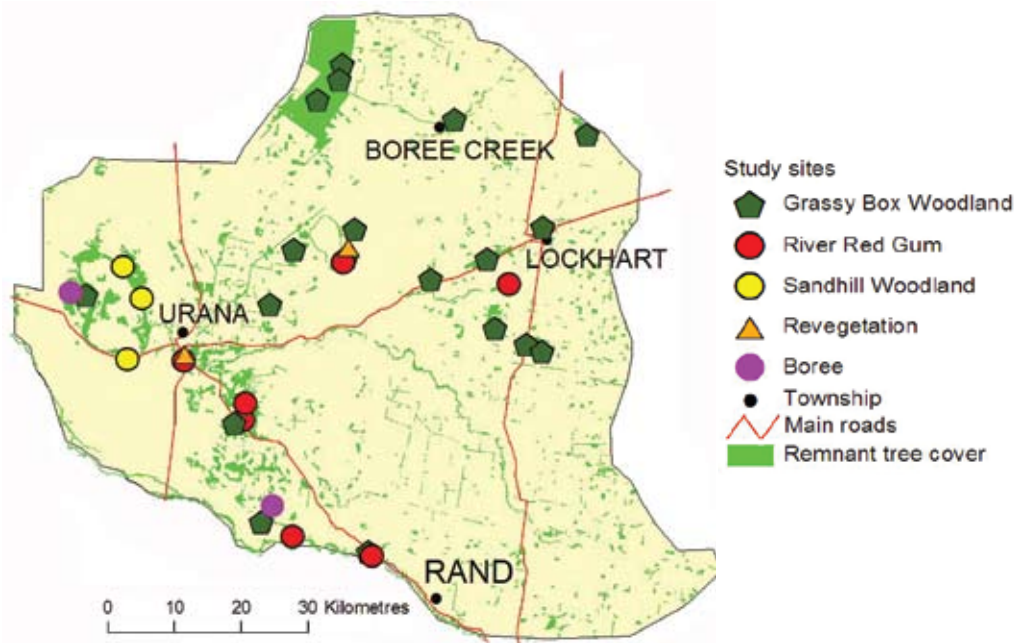 BOREE CREEK
LOCKHART
URANA
RAND
0 10 20 30 Kilometres
Study sites
Grassy Box Woodland
River Red Gum
Sandhill Woodland
Revegetation
Boree
Township
Main roads
Remnant tree cover